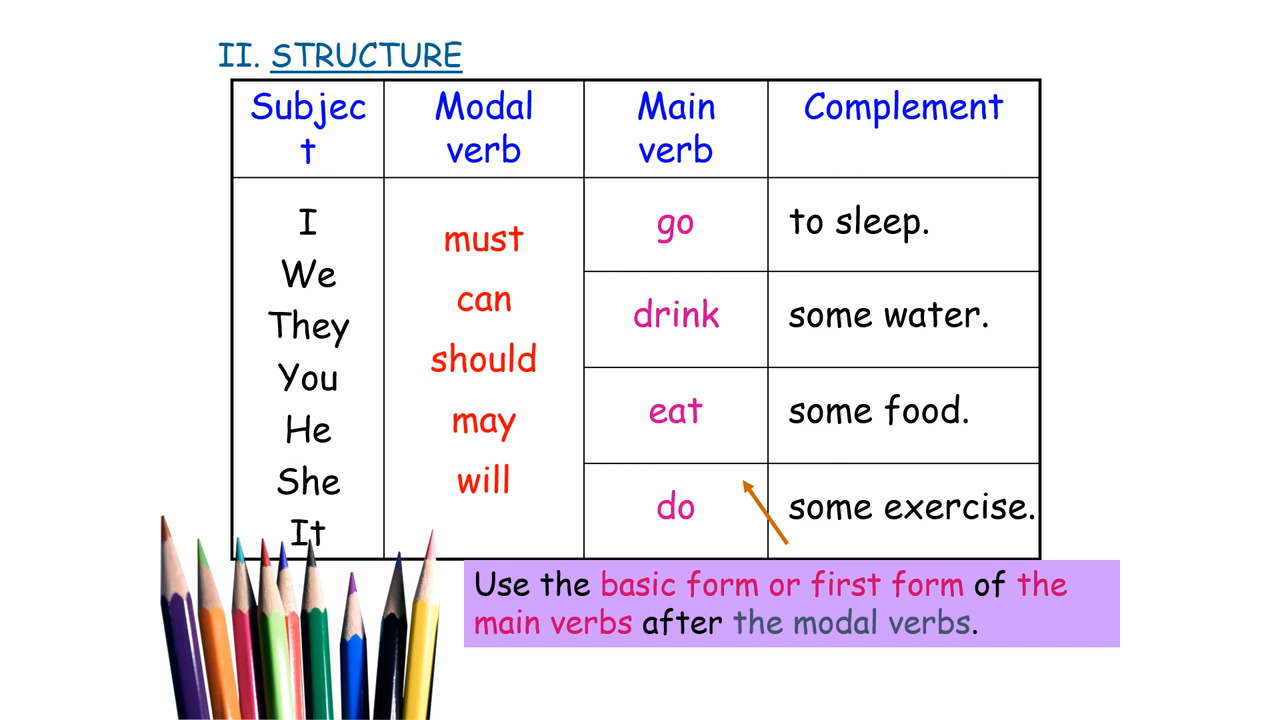 II. STRUCTURE
Subjec
t
Modal
verb
Main
verb
Complement
I
We
They
You
He
She
It
must
can
should
may
will
go
to sleep.
drink
some water.
eat
some food.
do
some exercise.
Use the basic form or first form of the
main verbs after the modal verbs.